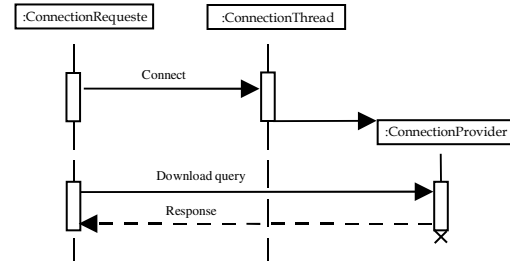 :ConnectionRequeste
:ConnectionThread
Connect
:ConnectionProvider
Download query
Response